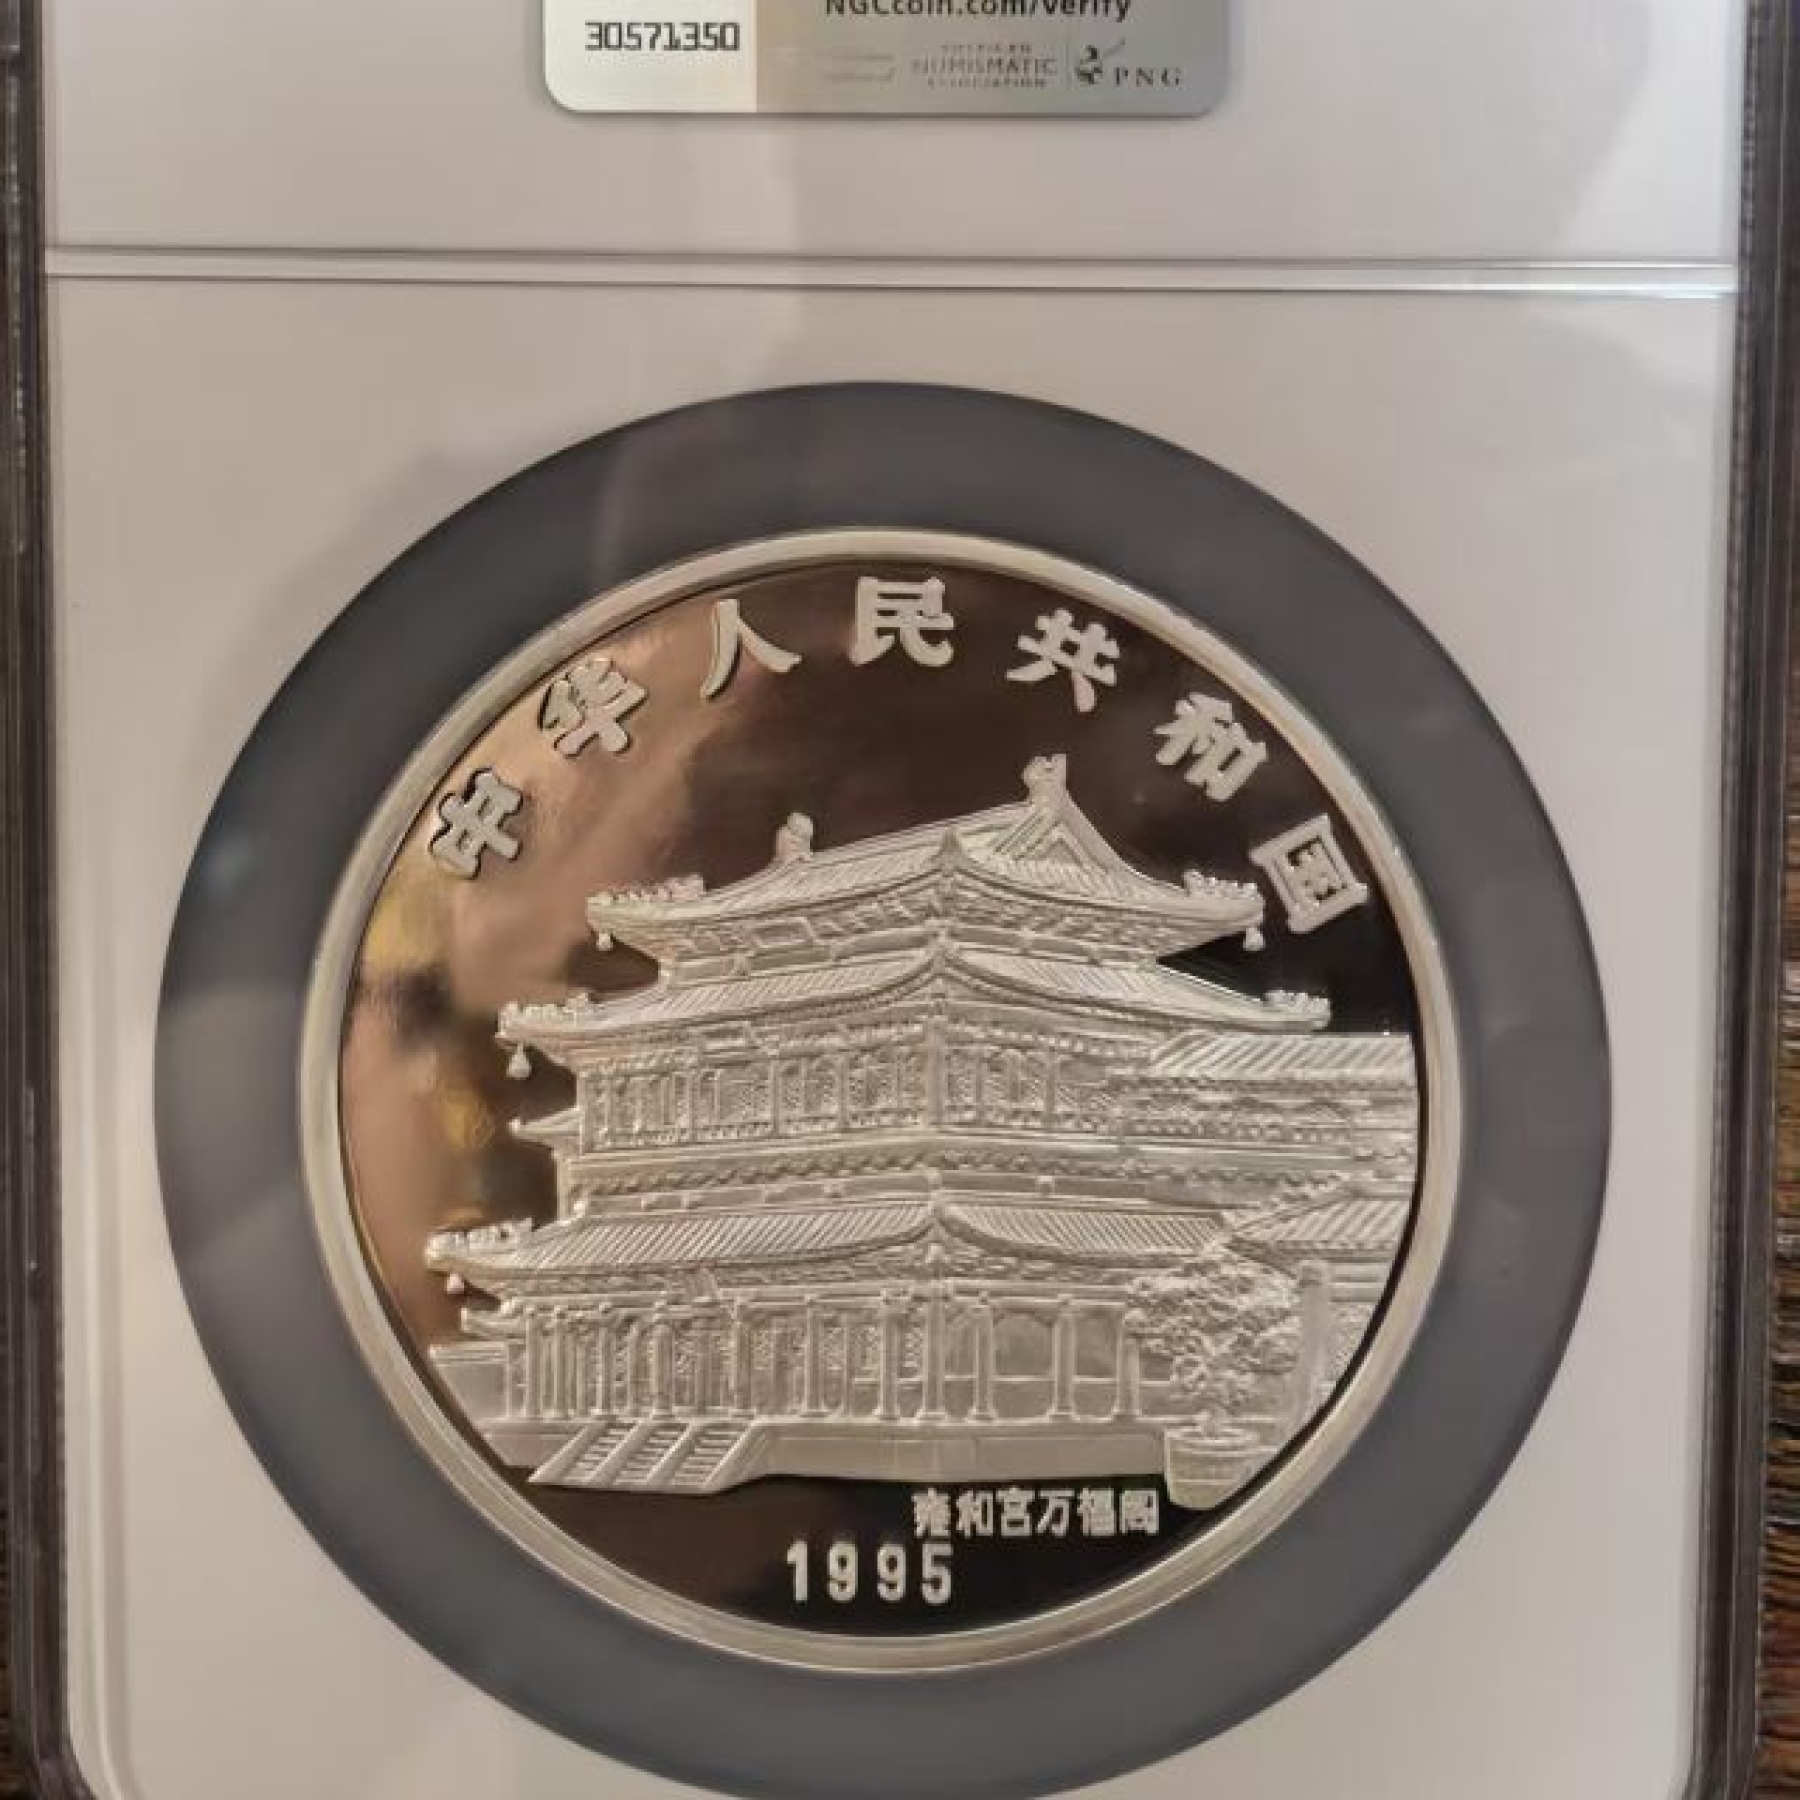 NGCcoin.com/verify
30571350
NUMISMATIC
PNG
中华人民共和国
雍和宫万福阁
1995